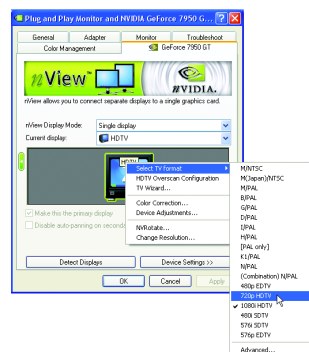 Plug and Play Monitor and NVIDIA GeForce 7950 G...
General
Adapter
Monitor
Troubleshoot
Color Management
GeForce 7950 GT
nView™
NVIDIA.
nView allows you to connect separate displays to a single graphics card.
nView Display Mode:
Single display
Current display:
HDTV
HDTV
Make this the primary display
Disable auto-panning on seconda
Detect Displays
Device Settings >>
OK
Cancel
Apply
Select TV format
HDTV Overscan Configuration
TV Wizard...
Color Correction...
Device Adjustments...
NVRotate...
Change Resolution...
M/NTSC
M(Japan)/NTSC
M/PAL
B/PAL
G/PAL
D/PAL
I/PAL
H/PAL
[PAL only]
K1/PAL
N/PAL
(Combination) N/PAL
480p EDTV
720p HDTV
1080i HDTV
480i SDTV
576i SDTV
576p EDTV
Advanced...